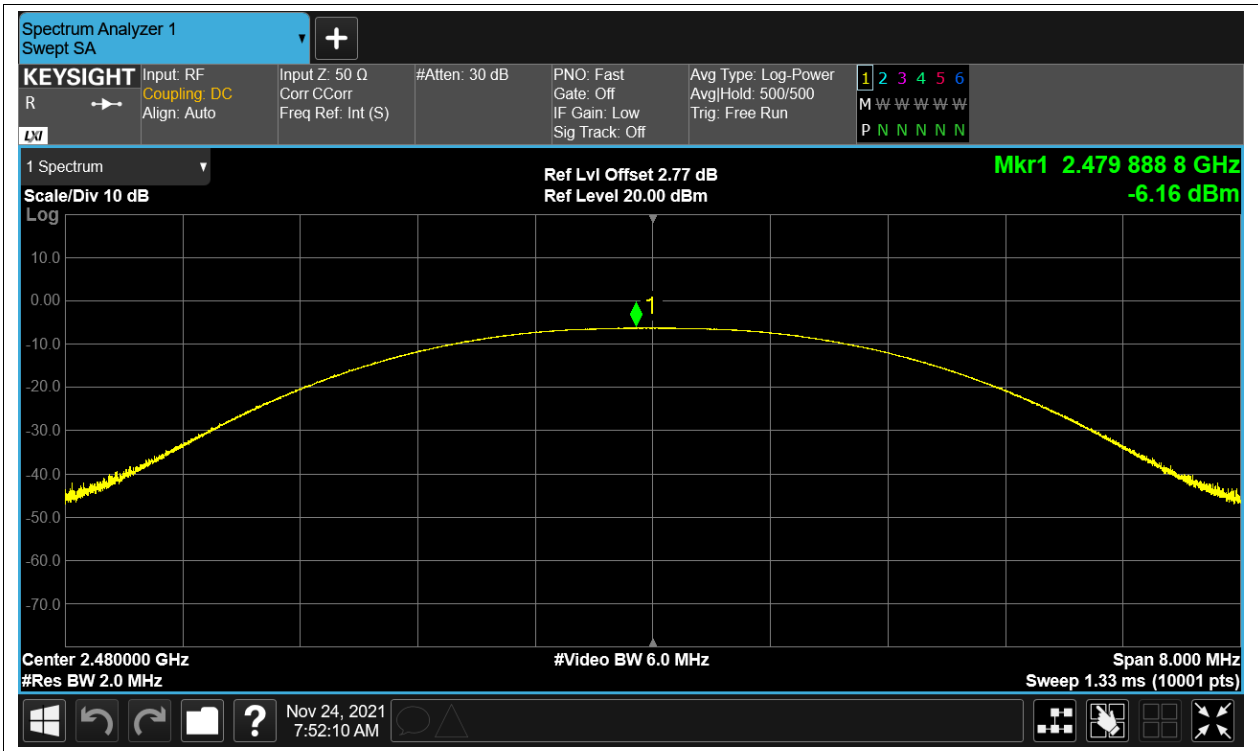 Spectrum Analyzer 1
Swept SA
KEYSIGHT
R
LXI
Input: RF
Coupling: DC
Align: Auto
Input Z: 50 Ω
Corr CCorr
Freq Ref: Int (S)
#Atten: 30 dB
PNO: Fast
Gate: Off
IF Gain: Low
Sig Track: Off
Avg Type: Log-Power
Avg|Hold: 500/500
Trig: Free Run
1 2 3 4 5 6
M W W W W W
P N N N N N
1 Spectrum
Scale/Div 10 dB
Log
Ref Lvl Offset 2.77 dB
Ref Level 20.00 dBm
Mkr1 2.479 888 8 GHz
-6.16 dBm
10.0
0.00
-10.0
-20.0
-30.0
-40.0
-50.0
-60.0
-70.0
1
Center 2.480000 GHz
#Res BW 2.0 MHz
#Video BW 6.0 MHz
Span 8.000 MHz
Sweep 1.33 ms (10001 pts)
?
Nov 24, 2021
7:52:10 AM